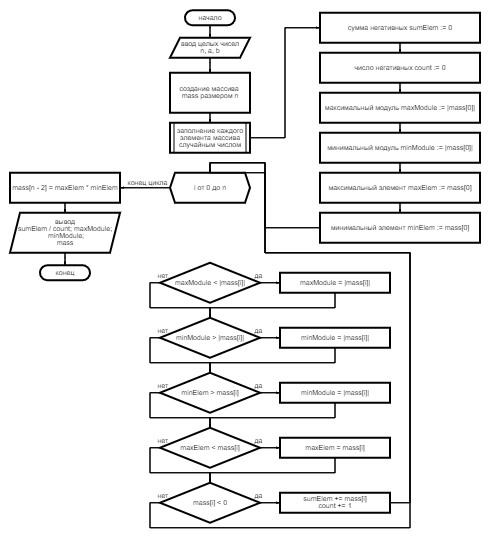 начало
ввод целых чисел
n, a, b
создание массива
mass размером n
заполнение каждого
элемента массива
случайным числом
сумма негативных sumElem := 0
число негативных count := 0
максимальный модуль maxModule := |mass[0]|
минимальный модуль minModule := |mass[0]|
максимальный элемент maxElem := mass[0]
минимальный элемент minElem := mass[0]
i от 0 до n
конец цикла
mass[n - 2] = maxElem * minElem
вывод
sumElem / count; maxModule;
minModule;
mass
конец
нет
maxModule < |mass[i]|
да
maxModule = |mass[i]|
нет
minModule > |mass[i]|
да
minModule = |mass[i]|
нет
minElem > mass[i]
да
minModule = |mass[i]|
нет
maxElem < mass[i]
да
maxElem = mass[i]
нет
mass[i] < 0
да
sumElem += mass[i]
count += 1